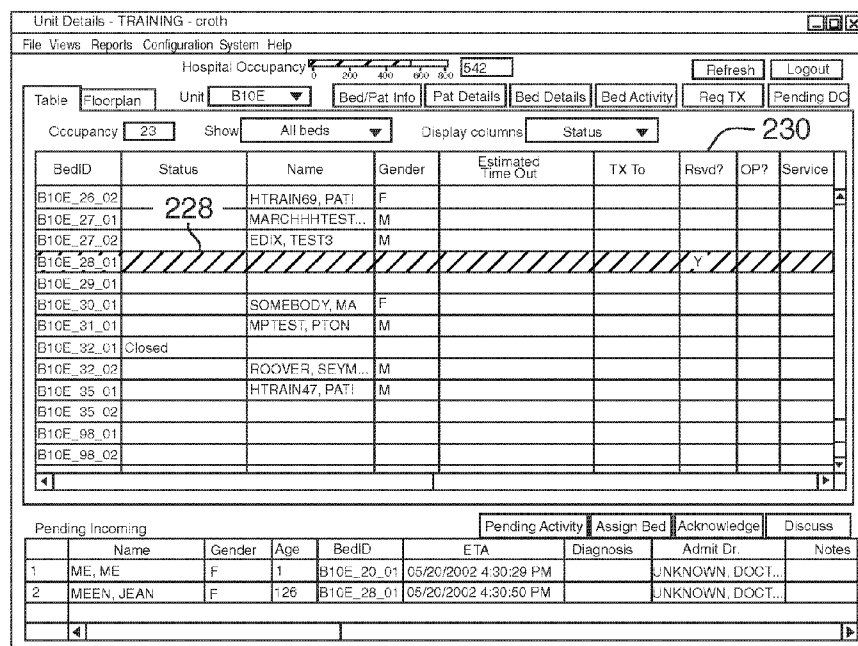 Unit Details - TRAINING - croth
File Views Reports Configuration System Help
Hospital Occupancy 0 200 400 600 800 542 Refresh Logout
Table Floorplan Unit B10E Bed/Pat Info Pat Details Bed Details Bed Activity Req TX Pending DC
Occupancy 23 Show All beds Display columns Status 230
BedID Status Name Gender Estimated Time Out TX To Rsvd? OP? Service
B10E_26_02 HTRAIN69, PATI F
B10E_27_01 228 MARCHHHTEST... M
B10E_27_02 EDIX, TEST3 M
B10E_28_01 Y
B10E_29_01
B10E_30_01 SOMEBODY, MA F
B10E_31_01 MPTEST, PTON M
B10E_32_01 Closed
B10E_32_02 ROOVER, SEYM... M
B10E_35_01 HTRAIN47, PATI M
B10E_35_02
B10E_98_01
B10E_98_02
Pending Incoming Pending Activity Assign Bed Acknowledge Discuss
Name Gender Age BedID ETA Diagnosis Admit Dr. Notes
1 ME, ME F 1 B10E_20_01 05/20/2002 4:30:29 PM UNKNOWN, DOCT...
2 MEEN, JEAN F 126 B10E_28_01 05/20/2002 4:30:50 PM UNKNOWN, DOCT...